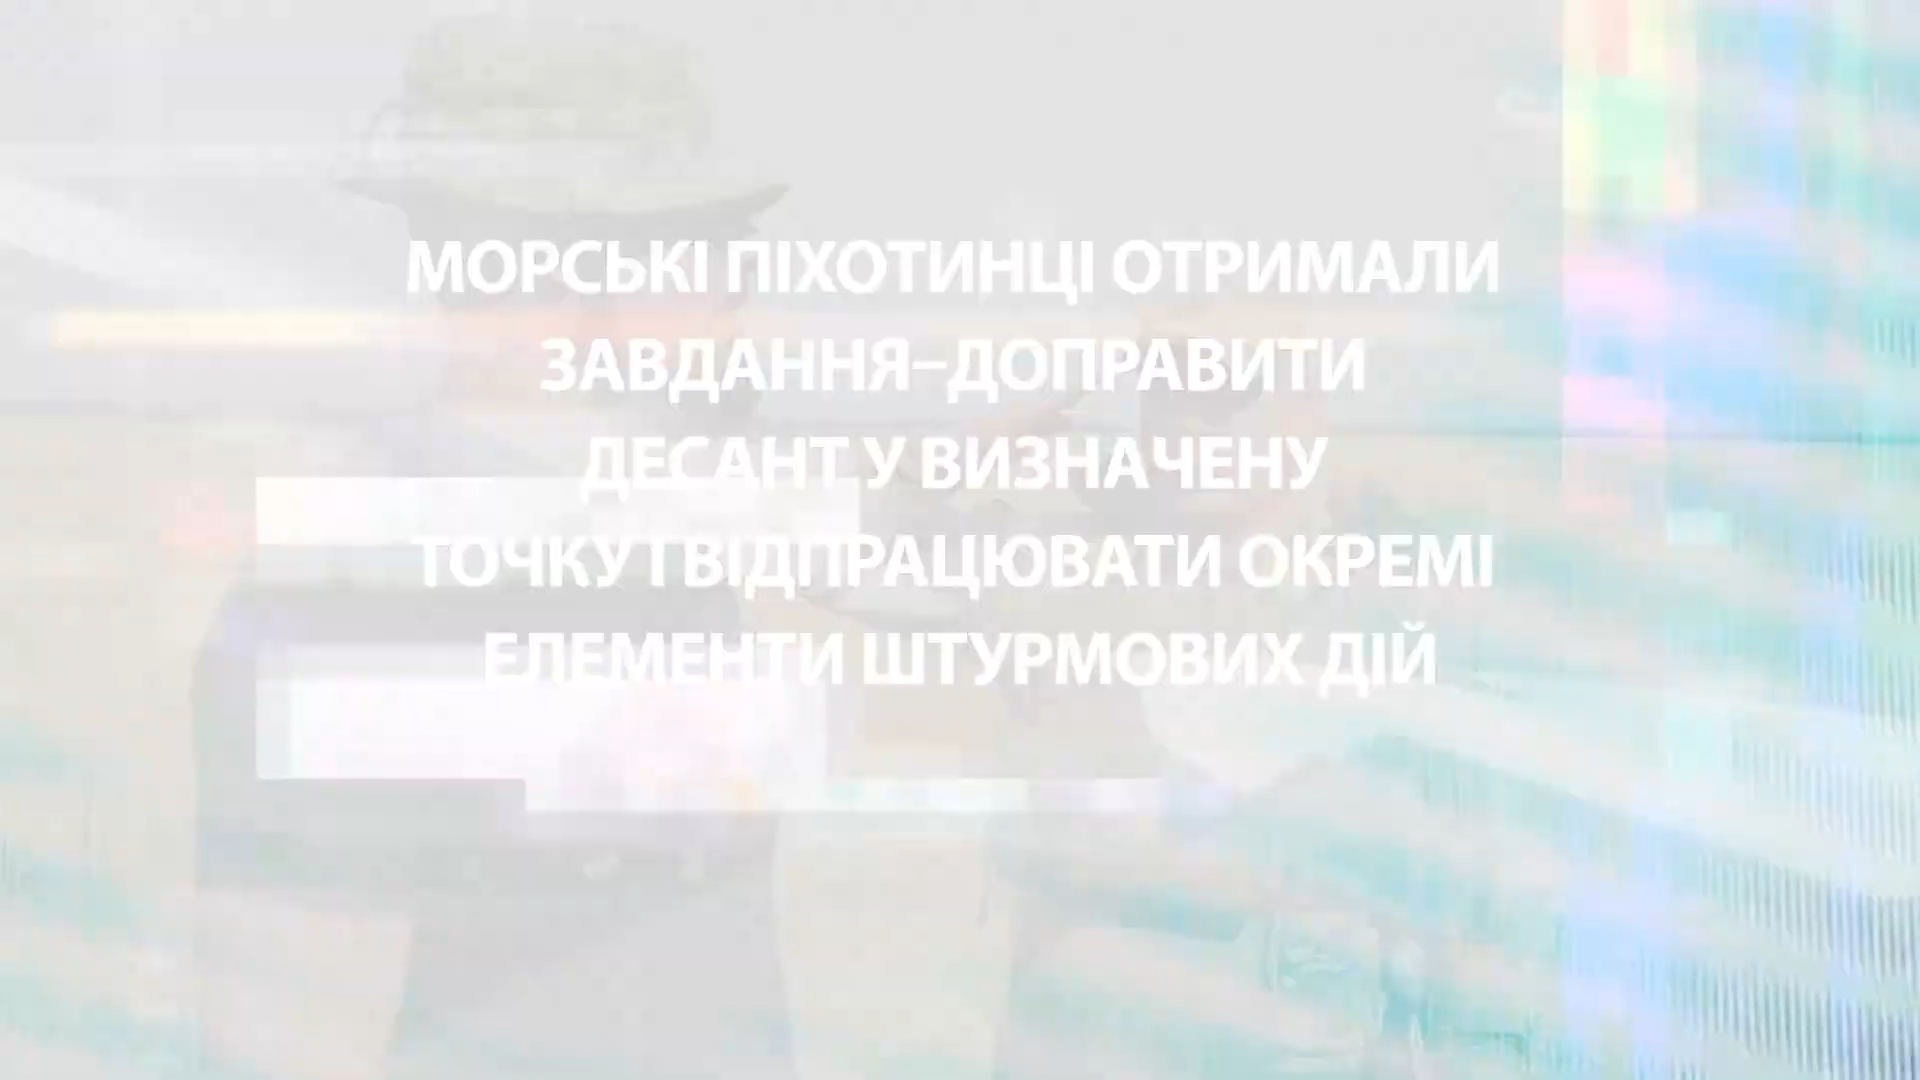 МОРСЬКІ ПІХОТИНЦІ ОТРИМАЛИ
ЗАВДАННЯ–ДОПРАВИТИ
ДЕСАНТ У ВИЗНАЧЕНУ
ТОЧКУ І ВІДПРАЦЮВАТИ ОКРЕМІ
ЕЛЕМЕНТИ ШТУРМОВИХ ДІЙ